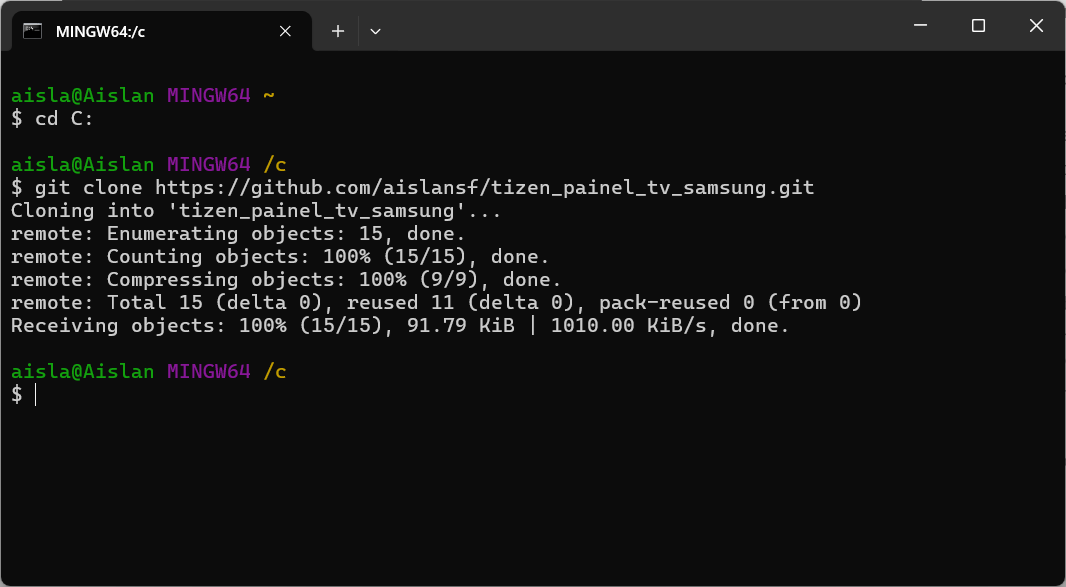 MINGW64:/c
aisla@Aislan MINGW64 ~
$ cd C:
aisla@Aislan MINGW64 /c
$ git clone https://github.com/aislansf/tizen_painel_tv_samsung.git
Cloning into 'tizen_painel_tv_samsung'...
remote: Enumerating objects: 15, done.
remote: Counting objects: 100% (15/15), done.
remote: Compressing objects: 100% (9/9), done.
remote: Total 15 (delta 0), reused 11 (delta 0), pack-reused 0 (from 0)
Receiving objects: 100% (15/15), 91.79 KiB | 1010.00 KiB/s, done.
aisla@Aislan MINGW64 /c
$